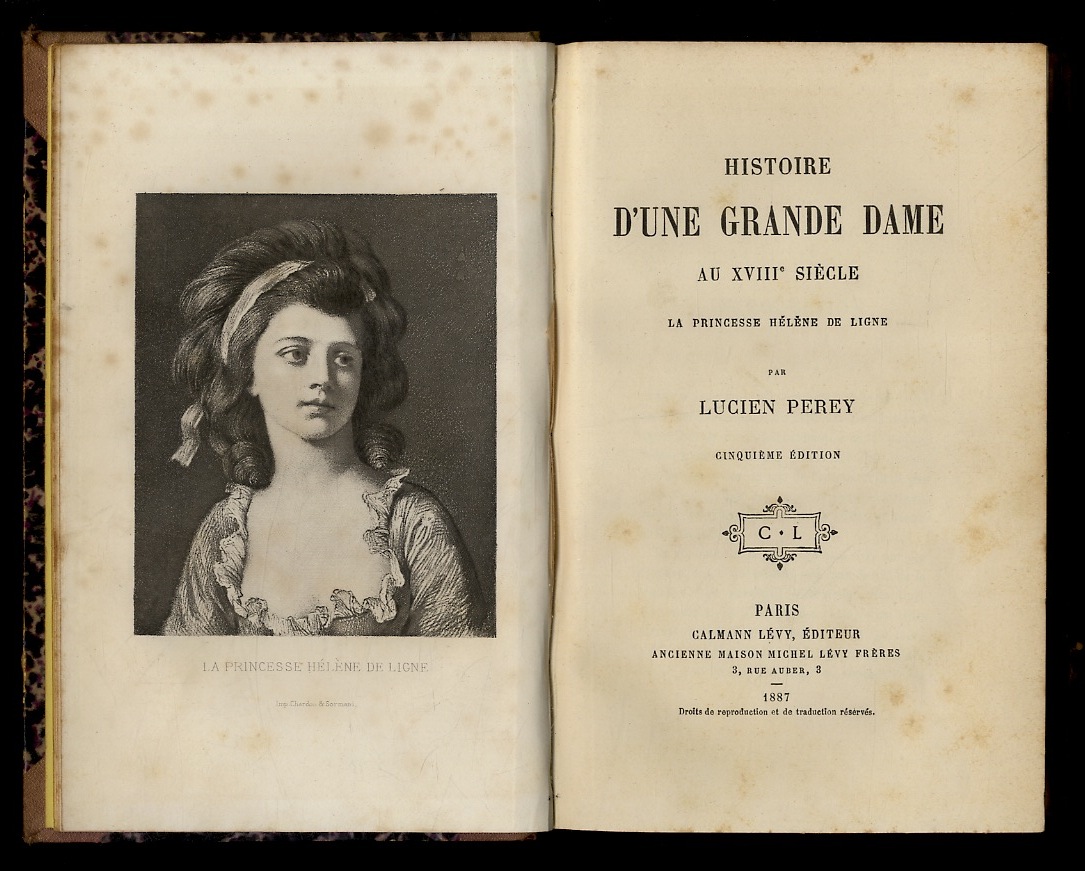 LA PRINCESSE HÉLÈNE DE LIGNE
HISTOIRE
D'UNE GRANDE DAME
AU XVIIIe SIÈCLE
LA PRINCESSE HÉLÈNE DE LIGNE
PAR
LUCIEN PEREY
CINQUIÈME ÉDITION
C · L
PARIS
CALMANN LÉVY, ÉDITEUR
ANCIENNE MAISON MICHEL LÉVY FRÈRES
3, RUE AUBER, 3
1887
Droits de reproduction et de traduction réservés.